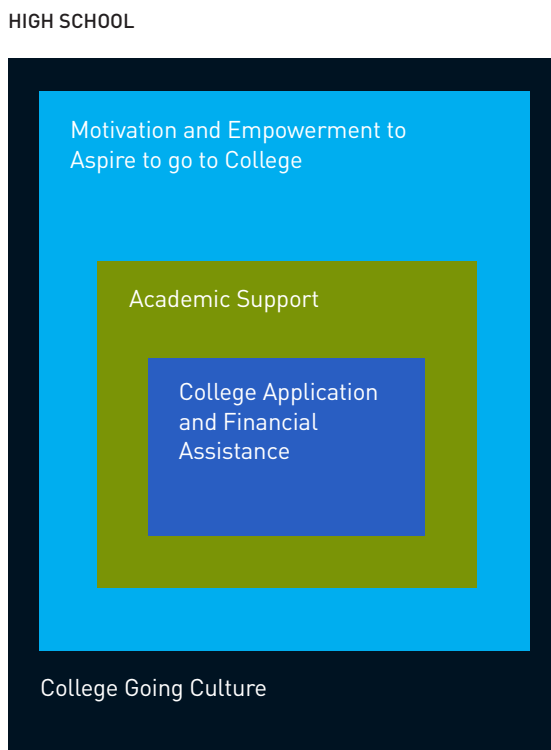 HIGH SCHOOL
Motivation and Empowerment to
Aspire to go to College
Academic Support
College Application
and Financial
Assistance
College Going Culture